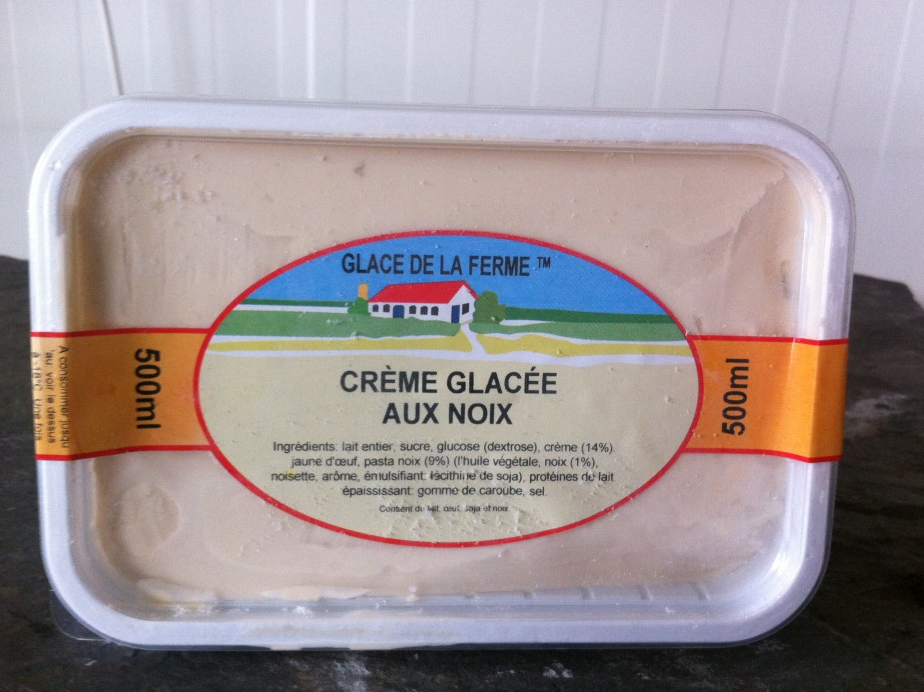 GLACE DE LA FERME ™
CRÈME GLACÉE
AUX NOIX
Ingrédients: lait entier, sucre, glucose (dextrose), crème (14%)
jaune d'œuf, pasta noix (9%) (l'huile végétale, noix (1%),
noisette, arôme, émulsifiant: lécithine de soja), protéines de lait
épaississant: gomme de caroube, sel.
Contient du lait, œuf, soja et noix
500ml
500ml
A consommer jusqu'
au voir le dessus
à -18°C. Une fois